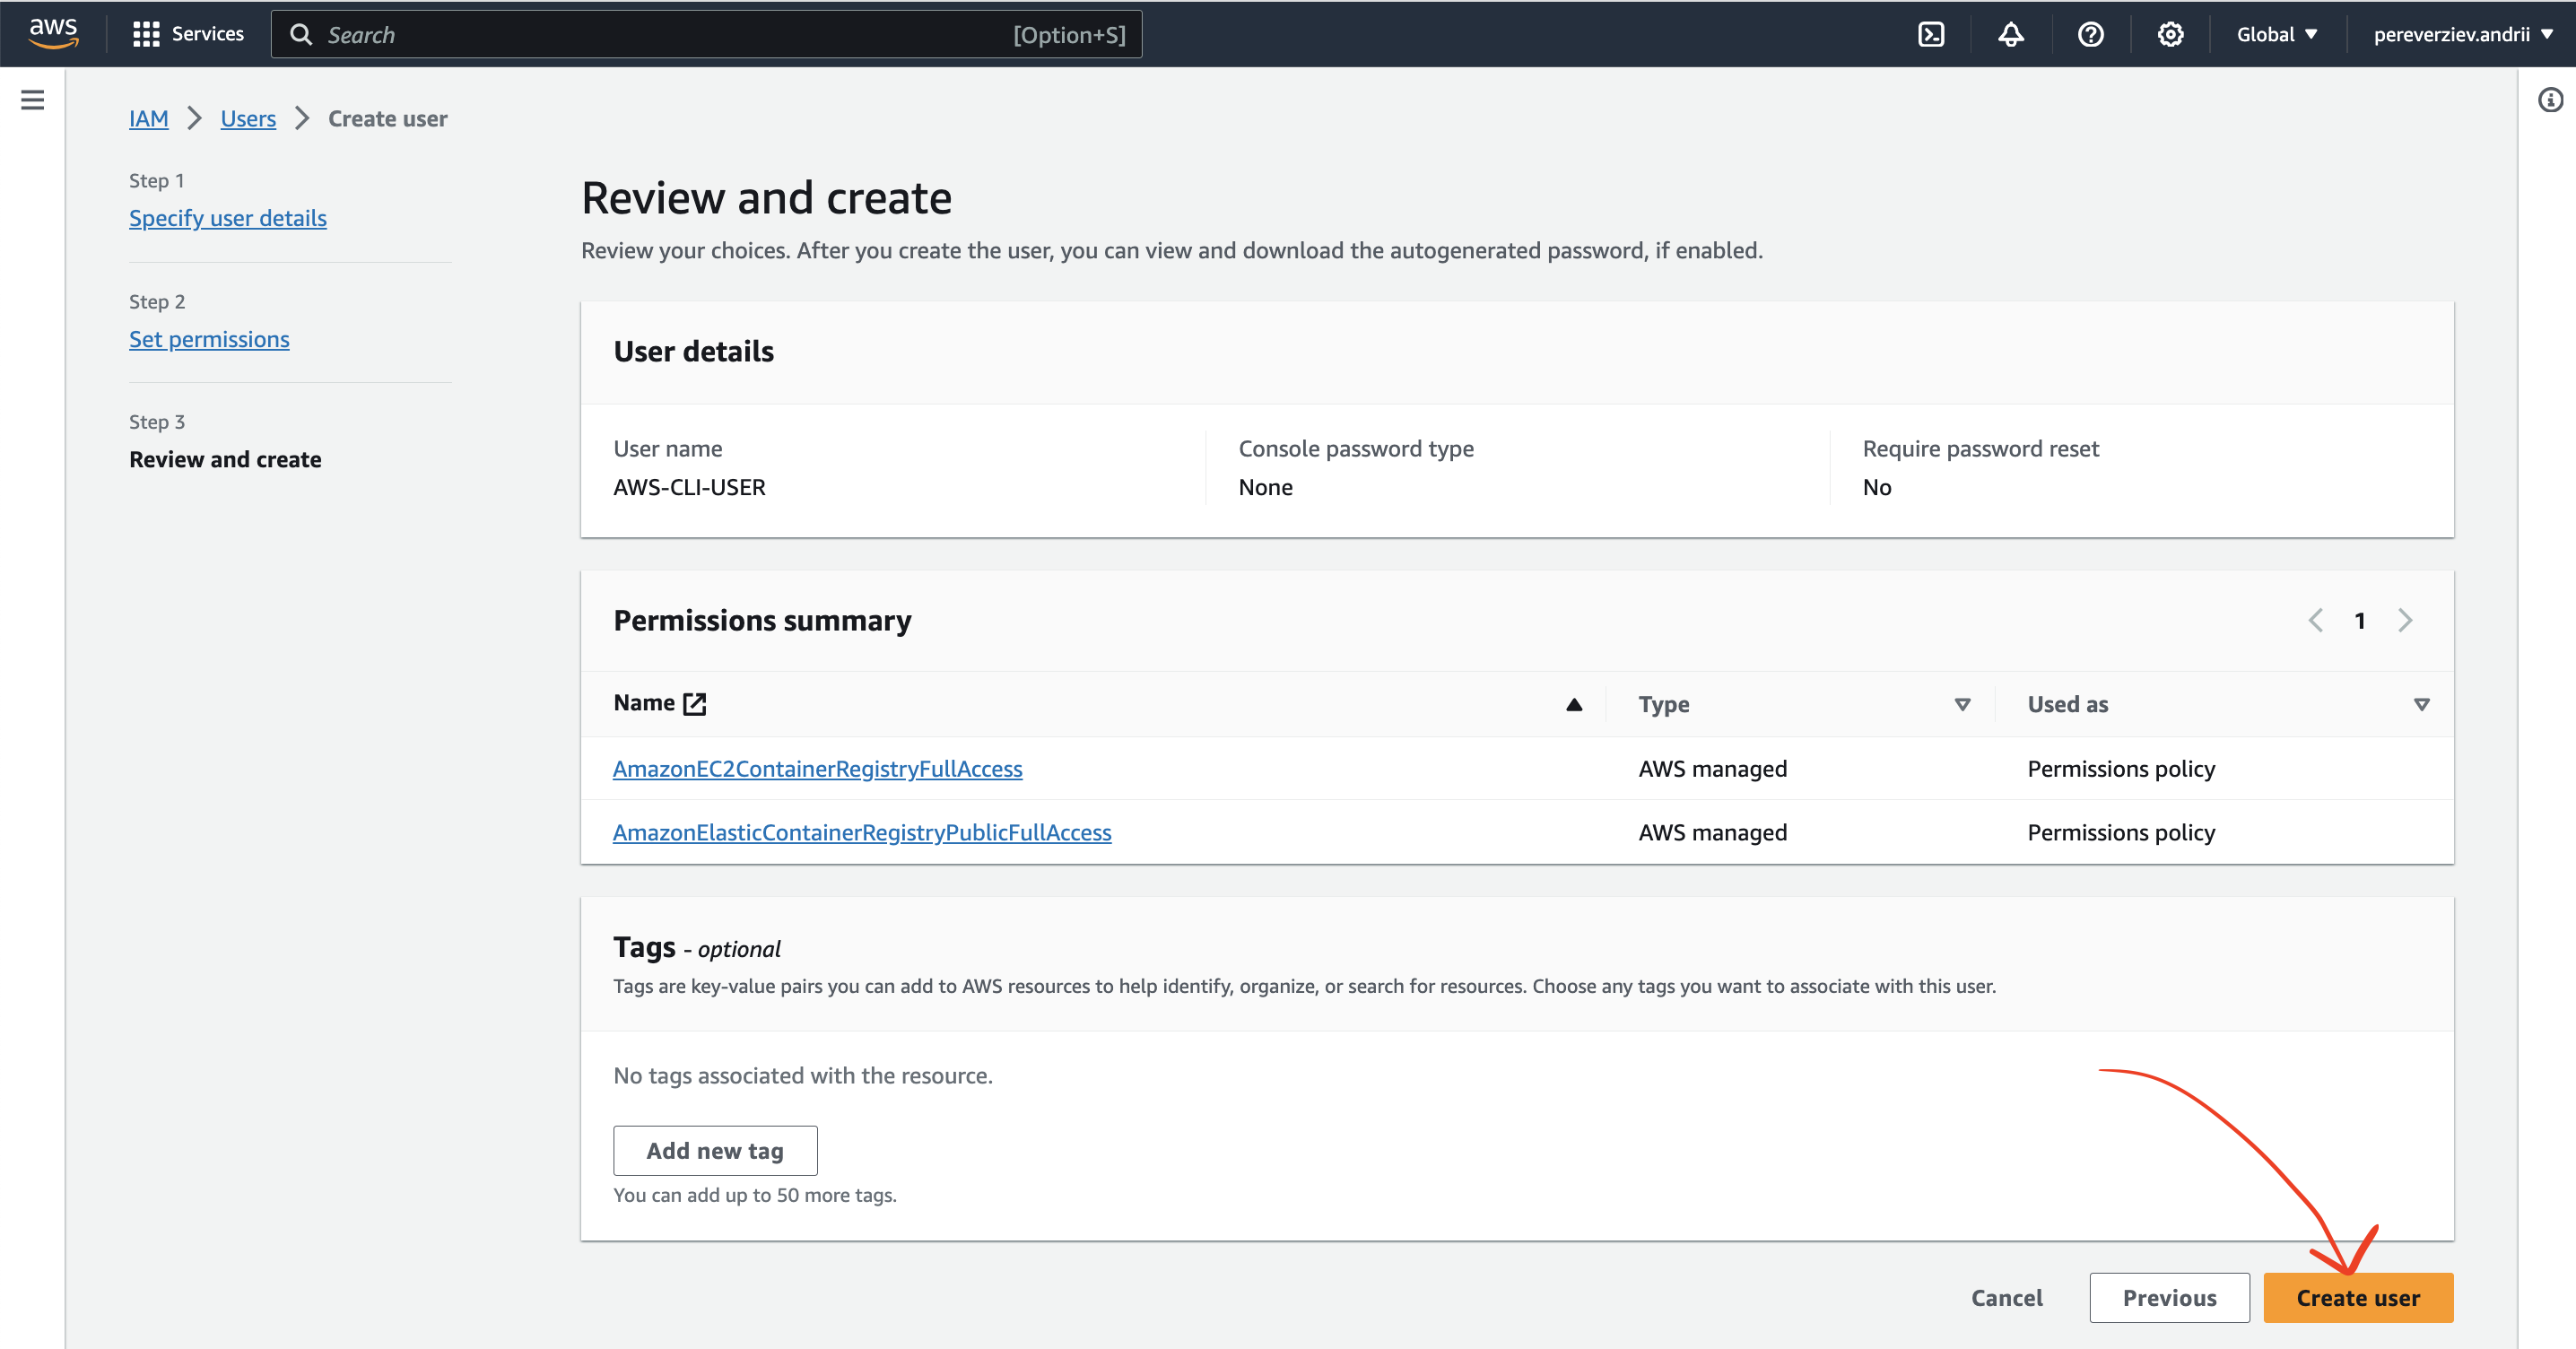 aws Services Search [Option+S] Global pereverziev.andrii
IAM Users Create user
Step 1
Specify user details
Step 2
Set permissions
Step 3
Review and create
Review and create
Review your choices. After you create the user, you can view and download the autogenerated password, if enabled.
User details
User name Console password type Require password reset
AWS-CLI-USER None No
Permissions summary 1
Name Type Used as
AmazonEC2ContainerRegistryFullAccess AWS managed Permissions policy
AmazonElasticContainerRegistryPublicFullAccess AWS managed Permissions policy
Tags - optional
Tags are key-value pairs you can add to AWS resources to help identify, organize, or search for resources. Choose any tags you want to associate with this user.
No tags associated with the resource.
Add new tag
You can add up to 50 more tags.
Cancel Previous Create user